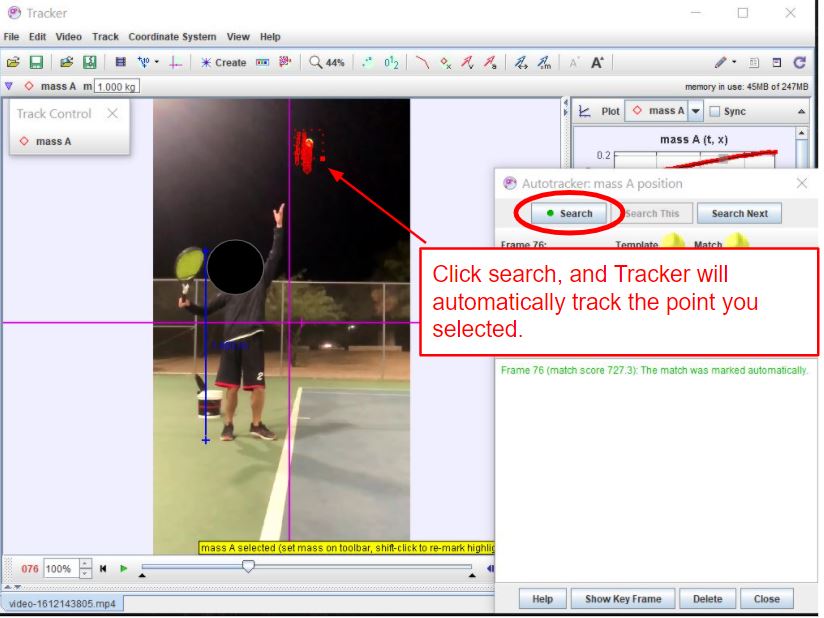 Tracker
File Edit Video Track Coordinate System View Help
Create 44%
mass A m 1.000 kg memory in use: 45MB of 247MB
Track Control
mass A
Plot mass A Sync
mass A (t, x)
0.2
Autotracker: mass A position
Search Search This Search Next
Frame 76: Template Match
Click search, and Tracker will
automatically track the point you
selected.
Frame 76 (match score 727.3): The match was marked automatically.
2
mass A selected (set mass on toolbar, shift-click to re-mark highlig
076 100%
video-1612143805.mp4
Help Show Key Frame Delete Close